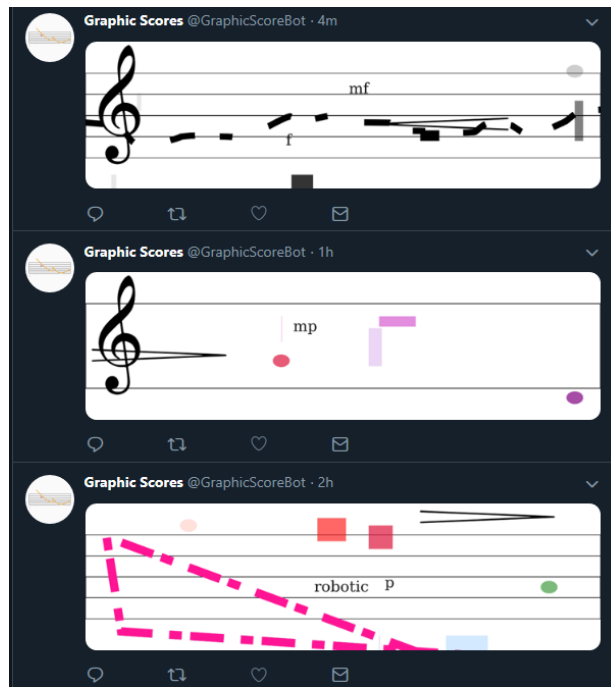 Graphic Scores @GraphicScoreBot · 4m
mf
f
Graphic Scores @GraphicScoreBot · 1h
mp
Graphic Scores @GraphicScoreBot · 2h
robotic p